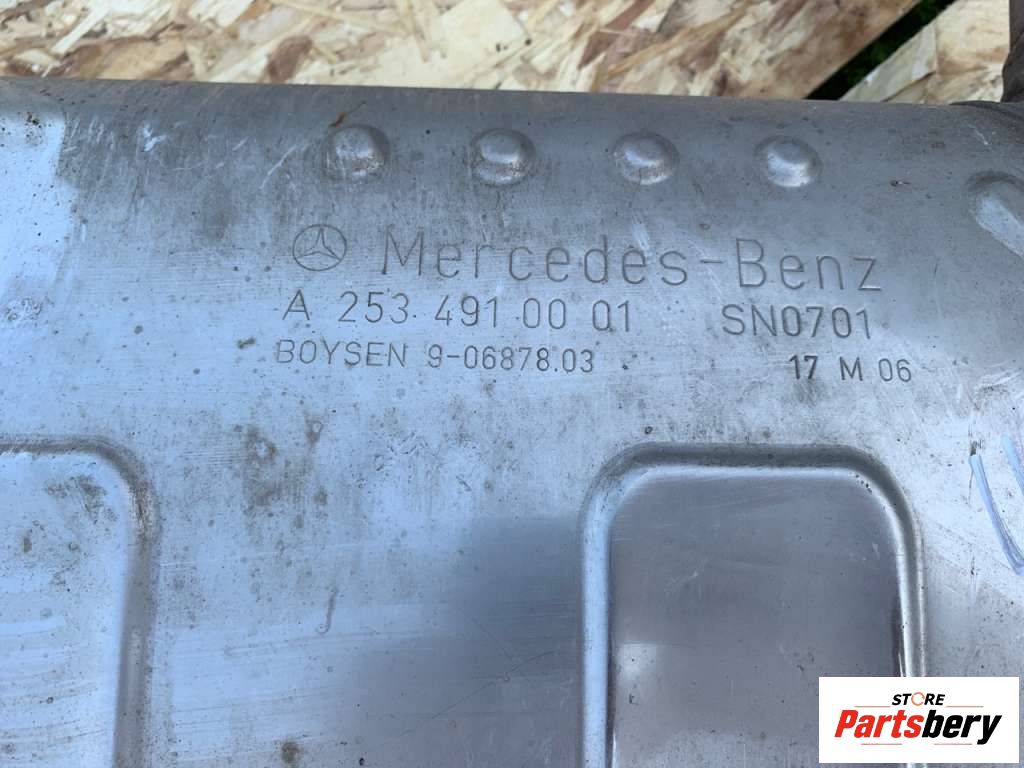 Mercedes-Benz
A 253 491 00 01 SN0701
BOYSEN 9-06878.03 17 M 06
STORE
Partsbery